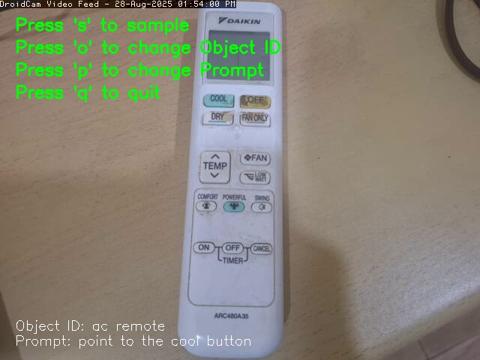 DroidCam Video Feed - 28-Aug-2025 01:54:00 PM
DAIKIN
Press 's' to sample
Press 'o' to change Object ID
Press 'p' to change Prompt
Press 'q' to quit
COOL
OFF
DRY
FAN ONLY
TEMP
FAN
LOW WATT
COMFORT POWERFUL SWING
ON OFF CANCEL
TIMER
ARC480A35
Object ID: ac remote
Prompt: point to the cool button